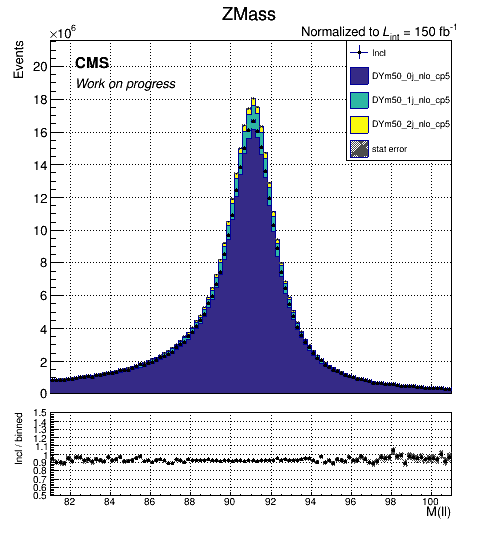 ZMass
×10⁶
Normalized to L_int = 150 fb⁻¹
Events
CMS
Work on progress
Incl
DYm50_0j_nlo_cp5
DYm50_1j_nlo_cp5
DYm50_2j_nlo_cp5
stat error
20
18
16
14
12
10
8
6
4
2
0
Incl / binned
1.5
1.4
1.3
1.2
1.1
1
0.9
0.8
0.7
0.6
0.5
82 84 86 88 90 92 94 96 98 100
M(ll)